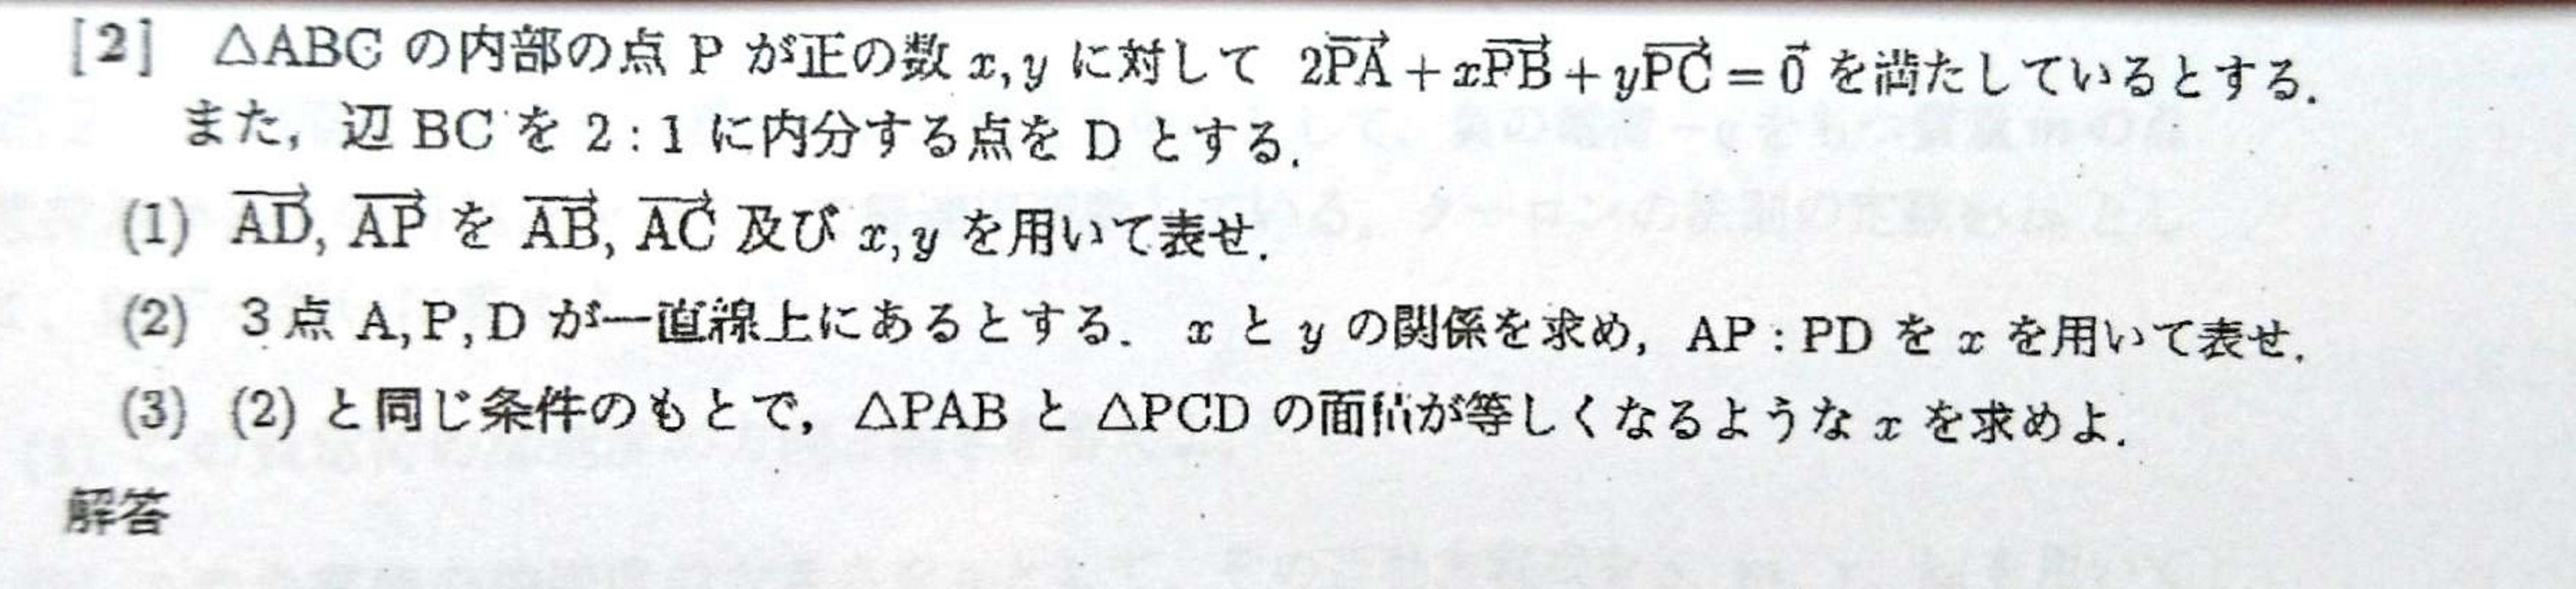 [2] △ABC の内部の点 P が正の数 x, y に対して 2\overrightarrow{PA} + x\overrightarrow{PB} + y\overrightarrow{PC} = \vec{0} を満たしているとする.
また, 辺 BC を 2 : 1 に内分する点を D とする.
(1) \overrightarrow{AD}, \overrightarrow{AP} を \overrightarrow{AB}, \overrightarrow{AC} 及び x, y を用いて表せ.
(2) 3 点 A, P, D が一直線上にあるとする. x と y の関係を求め, AP : PD を x を用いて表せ.
(3) (2) と同じ条件のもとで, △PAB と △PCD の面積が等しくなるような x を求めよ.
解答